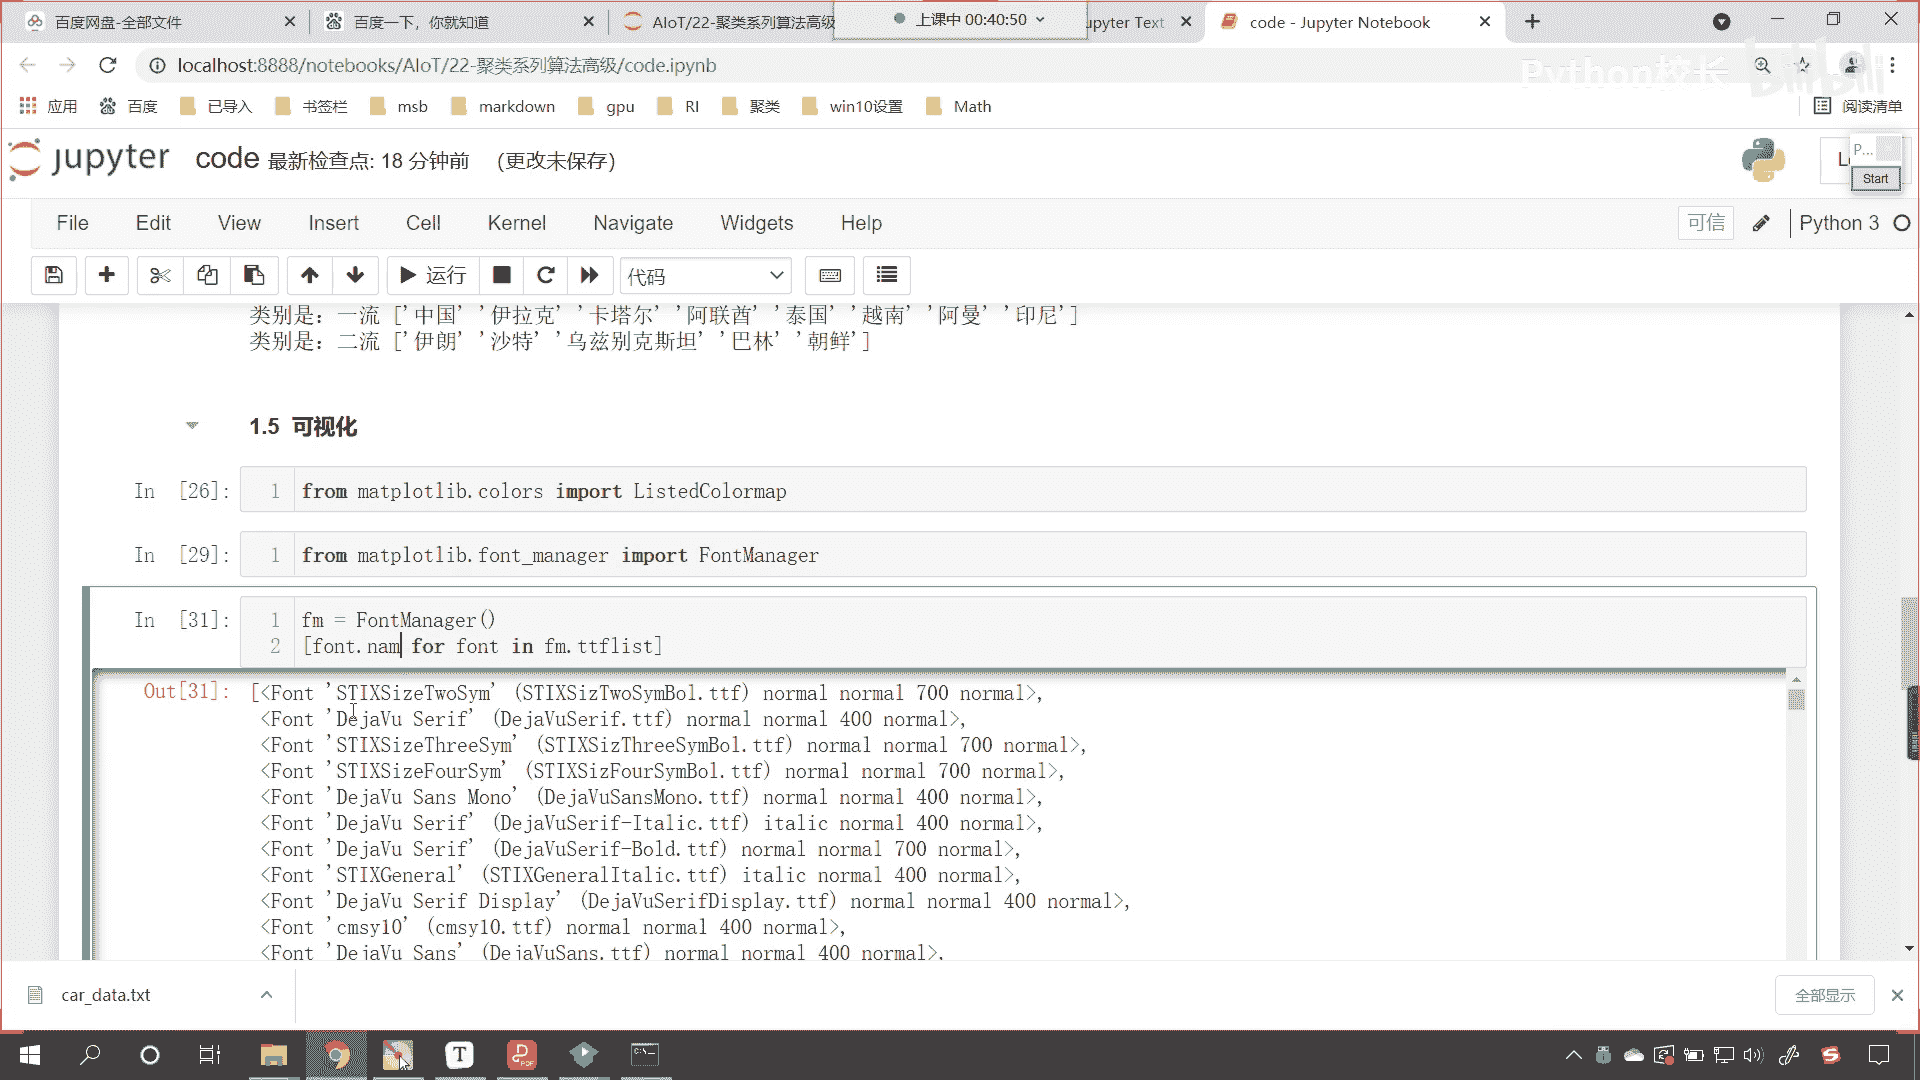 百度网盘-全部文件
百度一下，你就知道
AIoT/22-聚类系列算法高级
上课中 00:40:50
upyter Text
code - Jupyter Notebook
localhost:8888/notebooks/AIoT/22-聚类系列算法高级/code.ipynb
Python校长
bilibili
应用 百度 已导入 书签栏 msb markdown gpu RI 聚类 win10设置 Math 阅读清单
jupyter code 最新检查点: 18 分钟前 (更改未保存)
P...
Start
File Edit View Insert Cell Kernel Navigate Widgets Help 可信 Python 3
运行 代码
类别是：一流 ['中国' '伊拉克' '卡塔尔' '阿联酋' '泰国' '越南' '阿曼' '印尼']
类别是：二流 ['伊朗' '沙特' '乌兹别克斯坦' '巴林' '朝鲜']
1.5 可视化
In [26]: 1 from matplotlib.colors import ListedColormap
In [29]: 1 from matplotlib.font_manager import FontManager
In [31]: 1 fm = FontManager()
2 [font.nam for font in fm.ttflist]
Out[31]: [<Font 'STIXSizeTwoSym' (STIXSizTwoSymBol.ttf) normal normal 700 normal>,
<Font 'DejaVu Serif' (DejaVuSerif.ttf) normal normal 400 normal>,
<Font 'STIXSizeThreeSym' (STIXSizThreeSymBol.ttf) normal normal 700 normal>,
<Font 'STIXSizeFourSym' (STIXSizFourSymBol.ttf) normal normal 700 normal>,
<Font 'DejaVu Sans Mono' (DejaVuSansMono.ttf) normal normal 400 normal>,
<Font 'DejaVu Serif' (DejaVuSerif-Italic.ttf) italic normal 400 normal>,
<Font 'DejaVu Serif' (DejaVuSerif-Bold.ttf) normal normal 700 normal>,
<Font 'STIXGeneral' (STIXGeneralItalic.ttf) italic normal 400 normal>,
<Font 'DejaVu Serif Display' (DejaVuSerifDisplay.ttf) normal normal 400 normal>,
<Font 'cmsy10' (cmsy10.ttf) normal normal 400 normal>,
<Font 'DejaVu Sans' (DejaVuSans.ttf) normal normal 400 normal>,
car_data.txt
全部显示